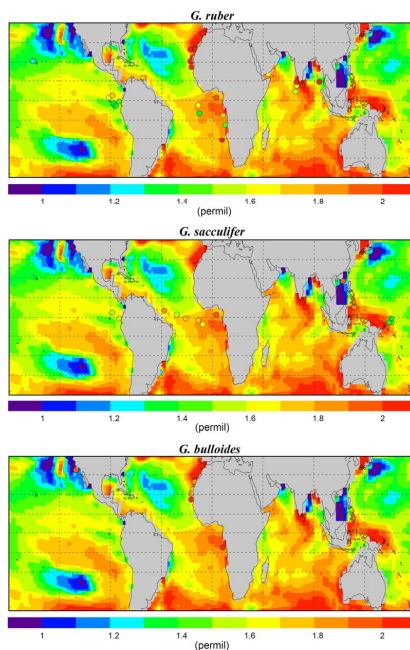 G. ruber
1 1.2 1.4 1.6 1.8 2
(permil)
G. sacculifer
1 1.2 1.4 1.6 1.8 2
(permil)
G. bulloides
1 1.2 1.4 1.6 1.8 2
(permil)